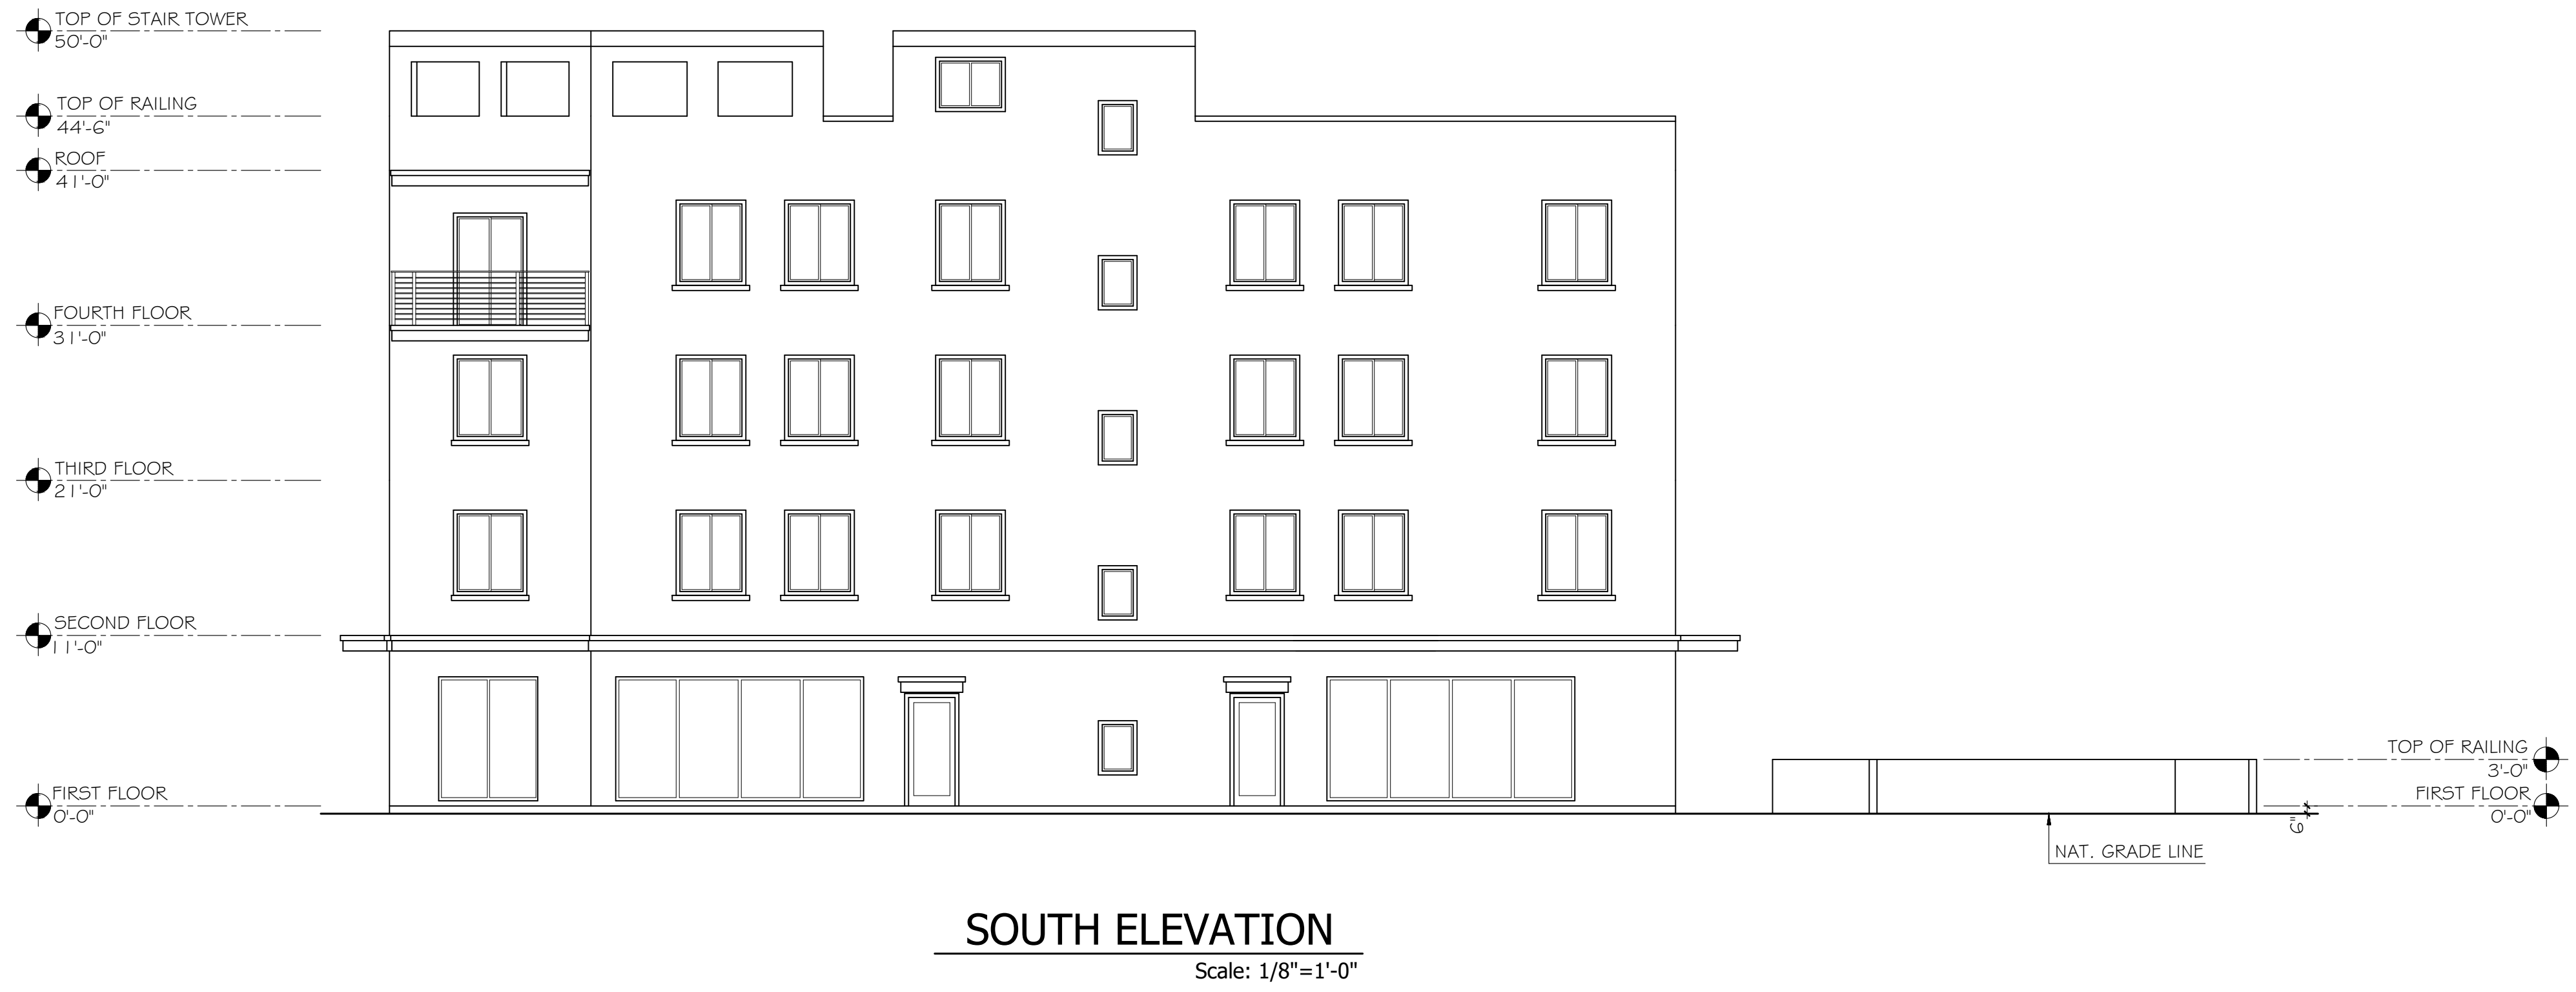 TOP OF STAIR TOWER
50'-0"
TOP OF RAILING
44'-6"
ROOF
41'-0"
FOURTH FLOOR
31'-0"
THIRD FLOOR
21'-0"
SECOND FLOOR
11'-0"
FIRST FLOOR
0'-0"
TOP OF RAILING
3'-0"
FIRST FLOOR
0'-0"
6"
NAT. GRADE LINE
SOUTH ELEVATION
Scale: 1/8"=1'-0"